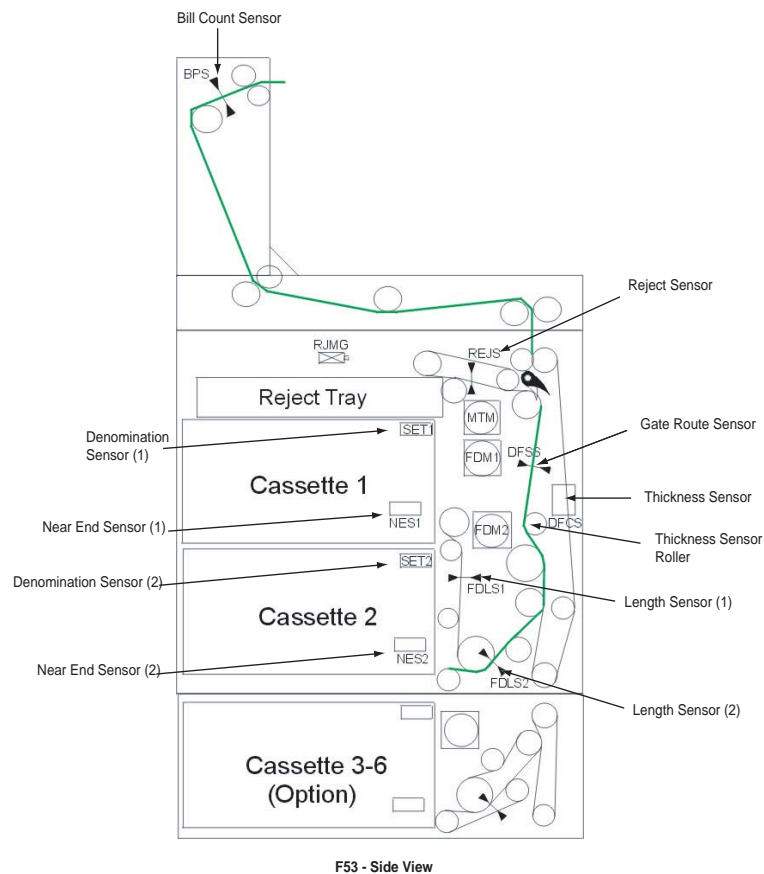 Bill Count Sensor
BPS
Reject Sensor
RJMG
REJS
Reject Tray
MTM
Denomination
Sensor (1)
SET1
Gate Route Sensor
DFSS
FDM1
Cassette 1
Thickness Sensor
Near End Sensor (1)
NES1
FDM2
DFCS
Thickness Sensor
Roller
SET2
Denomination Sensor (2)
FDLS1
Length Sensor (1)
Cassette 2
NES2
Near End Sensor (2)
FDLS2
Length Sensor (2)
Cassette 3-6
(Option)
F53 - Side View